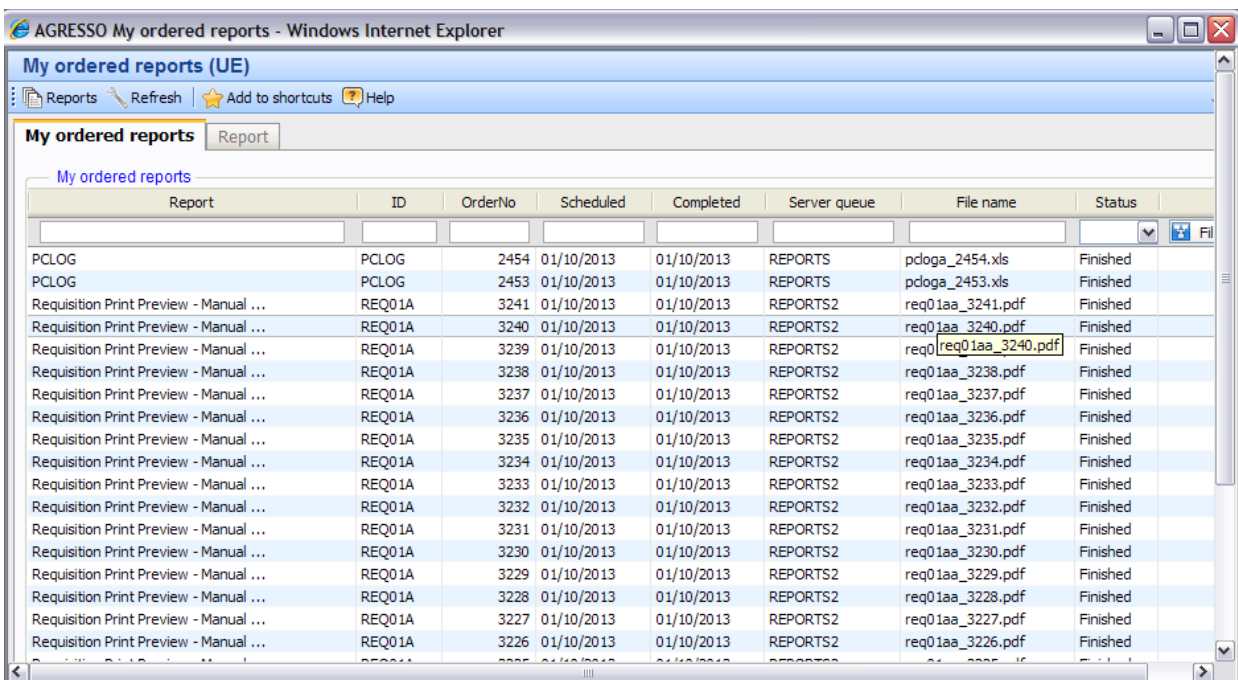 AGRESSO My ordered reports - Windows Internet Explorer
My ordered reports (UE)
Reports Refresh Add to shortcuts Help
My ordered reports Report
My ordered reports
Report ID OrderNo Scheduled Completed Server queue File name Status
Fil
PCLOG PCLOG 2454 01/10/2013 01/10/2013 REPORTS pcloga_2454.xls Finished
PCLOG PCLOG 2453 01/10/2013 01/10/2013 REPORTS pcloga_2453.xls Finished
Requisition Print Preview - Manual ... REQ01A 3241 01/10/2013 01/10/2013 REPORTS2 req01aa_3241.pdf Finished
Requisition Print Preview - Manual ... REQ01A 3240 01/10/2013 01/10/2013 REPORTS2 req01aa_3240.pdf Finished
req01aa_3240.pdf
Requisition Print Preview - Manual ... REQ01A 3239 01/10/2013 01/10/2013 REPORTS2 req0 Finished
Requisition Print Preview - Manual ... REQ01A 3238 01/10/2013 01/10/2013 REPORTS2 req01aa_3238.pdf Finished
Requisition Print Preview - Manual ... REQ01A 3237 01/10/2013 01/10/2013 REPORTS2 req01aa_3237.pdf Finished
Requisition Print Preview - Manual ... REQ01A 3236 01/10/2013 01/10/2013 REPORTS2 req01aa_3236.pdf Finished
Requisition Print Preview - Manual ... REQ01A 3235 01/10/2013 01/10/2013 REPORTS2 req01aa_3235.pdf Finished
Requisition Print Preview - Manual ... REQ01A 3234 01/10/2013 01/10/2013 REPORTS2 req01aa_3234.pdf Finished
Requisition Print Preview - Manual ... REQ01A 3233 01/10/2013 01/10/2013 REPORTS2 req01aa_3233.pdf Finished
Requisition Print Preview - Manual ... REQ01A 3232 01/10/2013 01/10/2013 REPORTS2 req01aa_3232.pdf Finished
Requisition Print Preview - Manual ... REQ01A 3231 01/10/2013 01/10/2013 REPORTS2 req01aa_3231.pdf Finished
Requisition Print Preview - Manual ... REQ01A 3230 01/10/2013 01/10/2013 REPORTS2 req01aa_3230.pdf Finished
Requisition Print Preview - Manual ... REQ01A 3229 01/10/2013 01/10/2013 REPORTS2 req01aa_3229.pdf Finished
Requisition Print Preview - Manual ... REQ01A 3228 01/10/2013 01/10/2013 REPORTS2 req01aa_3228.pdf Finished
Requisition Print Preview - Manual ... REQ01A 3227 01/10/2013 01/10/2013 REPORTS2 req01aa_3227.pdf Finished
Requisition Print Preview - Manual ... REQ01A 3226 01/10/2013 01/10/2013 REPORTS2 req01aa_3226.pdf Finished